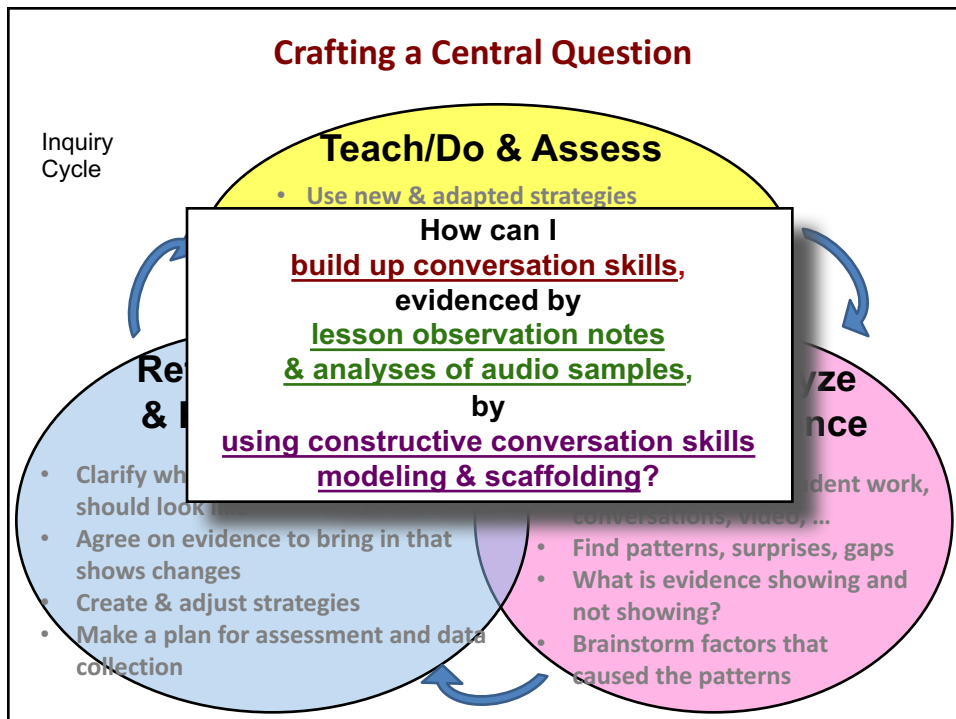 Crafting a Central Question
Inquiry
Cycle
Teach/Do & Assess
• Use new & adapted strategies
How can I
build up conversation skills,
evidenced by
lesson observation notes
& analyses of audio samples,
by
using constructive conversation skills
modeling & scaffolding?
&
• Clarify
should look
• Agree on evidence to bring in that
shows changes
• Create & adjust strategies
• Make a plan for assessment and data
collection
work,
conversations, video, …
• Find patterns, surprises, gaps
• What is evidence showing and
not showing?
• Brainstorm factors that
caused the patterns